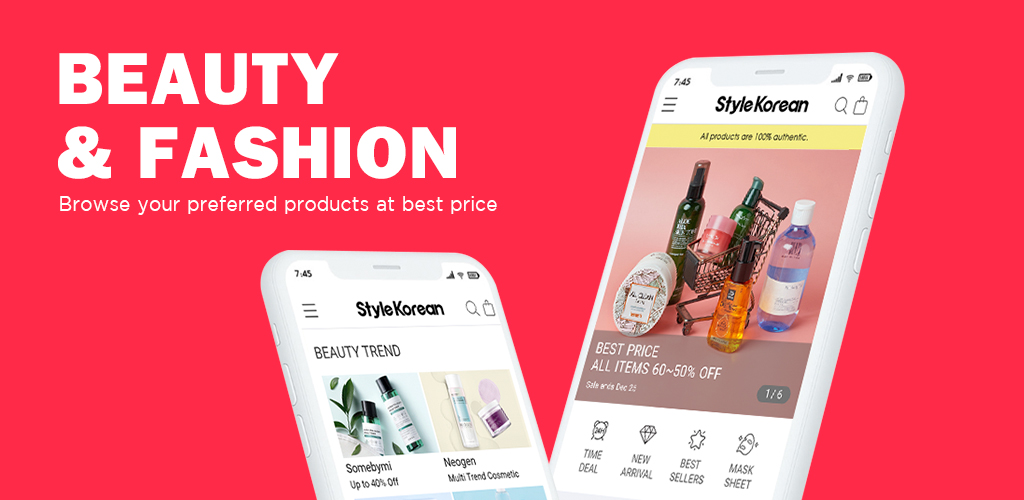 BEAUTY
& FASHION
Browse your preferred products at best price
7:45
StyleKorean
BEAUTY TREND
Somebymi
Up to 40% Off
Neogen
Multi Trend Cosmetic
7:45
StyleKorean
All products are 100% authentic.
BEST PRICE
ALL ITEMS 60~50% OFF
Sale ends Dec 25
1 / 6
24H
TIME
DEAL
NEW
ARRIVAL
BEST
SELLERS
MASK
SHEET